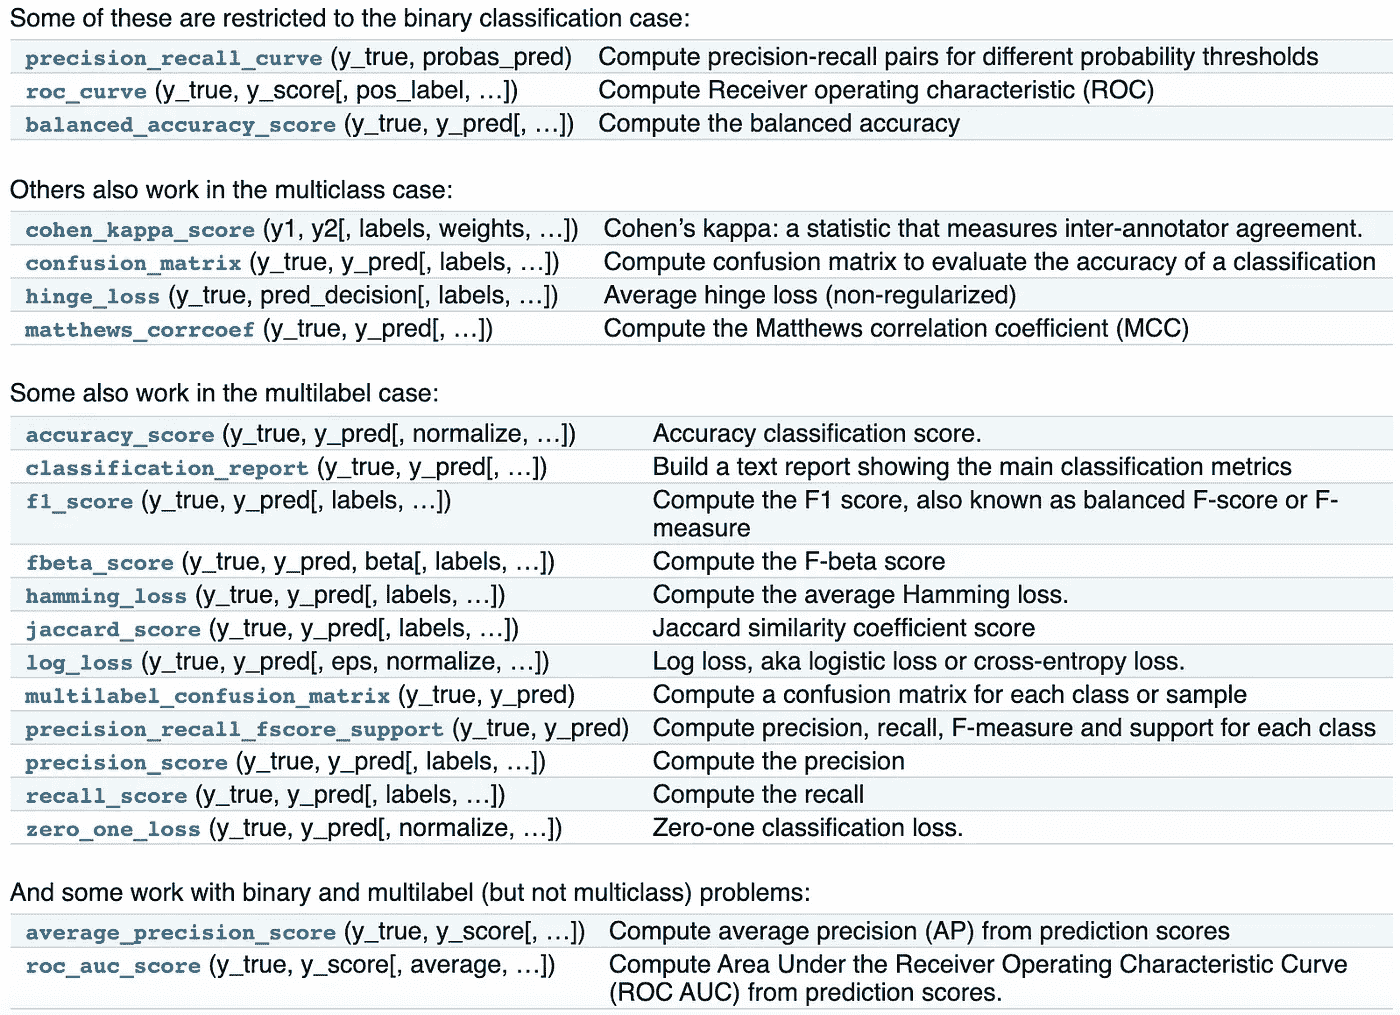 Some of these are restricted to the binary classification case:
precision_recall_curve (y_true, probas_pred) Compute precision-recall pairs for different probability thresholds
roc_curve (y_true, y_score[, pos_label, …]) Compute Receiver operating characteristic (ROC)
balanced_accuracy_score (y_true, y_pred[, …]) Compute the balanced accuracy
Others also work in the multiclass case:
cohen_kappa_score (y1, y2[, labels, weights, …]) Cohen’s kappa: a statistic that measures inter-annotator agreement.
confusion_matrix (y_true, y_pred[, labels, …]) Compute confusion matrix to evaluate the accuracy of a classification
hinge_loss (y_true, pred_decision[, labels, …]) Average hinge loss (non-regularized)
matthews_corrcoef (y_true, y_pred[, …]) Compute the Matthews correlation coefficient (MCC)
Some also work in the multilabel case:
accuracy_score (y_true, y_pred[, normalize, …]) Accuracy classification score.
classification_report (y_true, y_pred[, …]) Build a text report showing the main classification metrics
f1_score (y_true, y_pred[, labels, …]) Compute the F1 score, also known as balanced F-score or F-
measure
fbeta_score (y_true, y_pred, beta[, labels, …]) Compute the F-beta score
hamming_loss (y_true, y_pred[, labels, …]) Compute the average Hamming loss.
jaccard_score (y_true, y_pred[, labels, …]) Jaccard similarity coefficient score
log_loss (y_true, y_pred[, eps, normalize, …]) Log loss, aka logistic loss or cross-entropy loss.
multilabel_confusion_matrix (y_true, y_pred) Compute a confusion matrix for each class or sample
precision_recall_fscore_support (y_true, y_pred) Compute precision, recall, F-measure and support for each class
precision_score (y_true, y_pred[, labels, …]) Compute the precision
recall_score (y_true, y_pred[, labels, …]) Compute the recall
zero_one_loss (y_true, y_pred[, normalize, …]) Zero-one classification loss.
And some work with binary and multilabel (but not multiclass) problems:
average_precision_score (y_true, y_score[, …]) Compute average precision (AP) from prediction scores
roc_auc_score (y_true, y_score[, average, …]) Compute Area Under the Receiver Operating Characteristic Curve
(ROC AUC) from prediction scores.